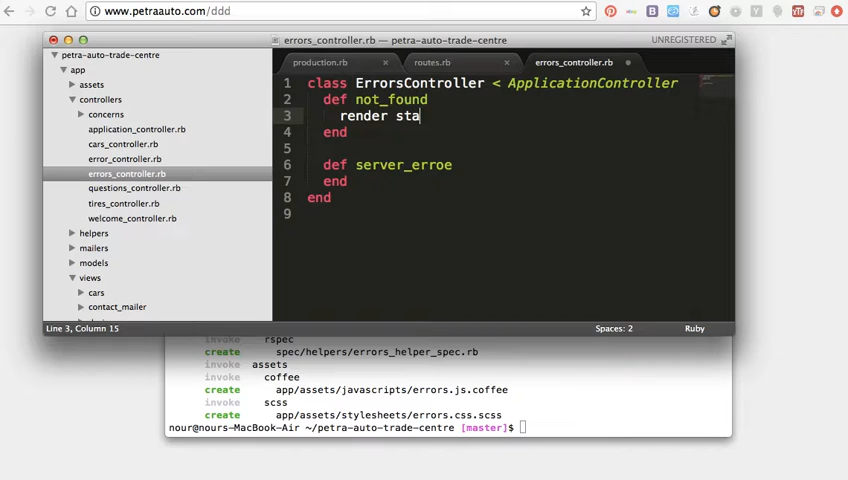 www.petraauto.com/ddd
errors_controller.rb — petra-auto-trade-centre
UNREGISTERED
petra-auto-trade-centre
app
assets
controllers
concerns
application_controller.rb
cars_controller.rb
error_controller.rb
errors_controller.rb
questions_controller.rb
tires_controller.rb
welcome_controller.rb
helpers
mailers
models
views
cars
contact_mailer
production.rb
routes.rb
errors_controller.rb
1 class ErrorsController < ApplicationController
2 def not_found
3 render sta
4 end
5
6 def server_erroe
7 end
8 end
9
Line 3, Column 15
Spaces: 2
Ruby
invoke rspec
create spec/helpers/errors_helper_spec.rb
invoke assets
invoke coffee
create app/assets/javascripts/errors.js.coffee
invoke scss
create app/assets/stylesheets/errors.css.scss
nour@nours-MacBook-Air ~/petra-auto-trade-centre [master]$